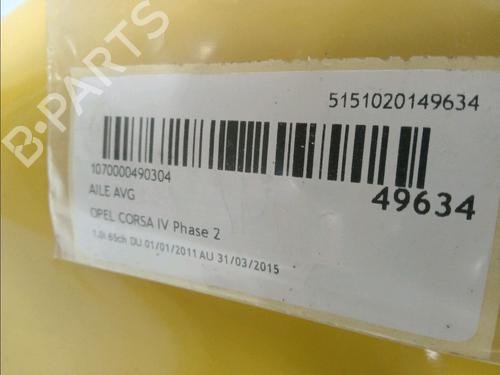 5151020149634
1070000490304
49634
AILE AVG
OPEL CORSA IV Phase 2
1.0i 65ch DU 01/01/2011 AU 31/03/2015
B-PARTS